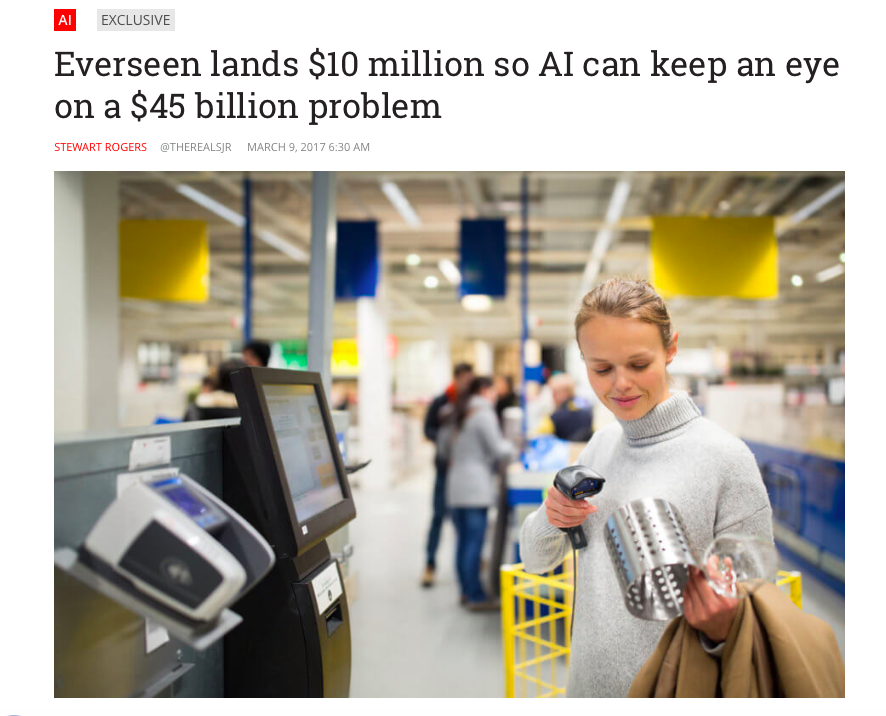 AI EXCLUSIVE
Everseen lands $10 million so AI can keep an eye
on a $45 billion problem
STEWART ROGERS @THEREALSJR MARCH 9, 2017 6:30 AM